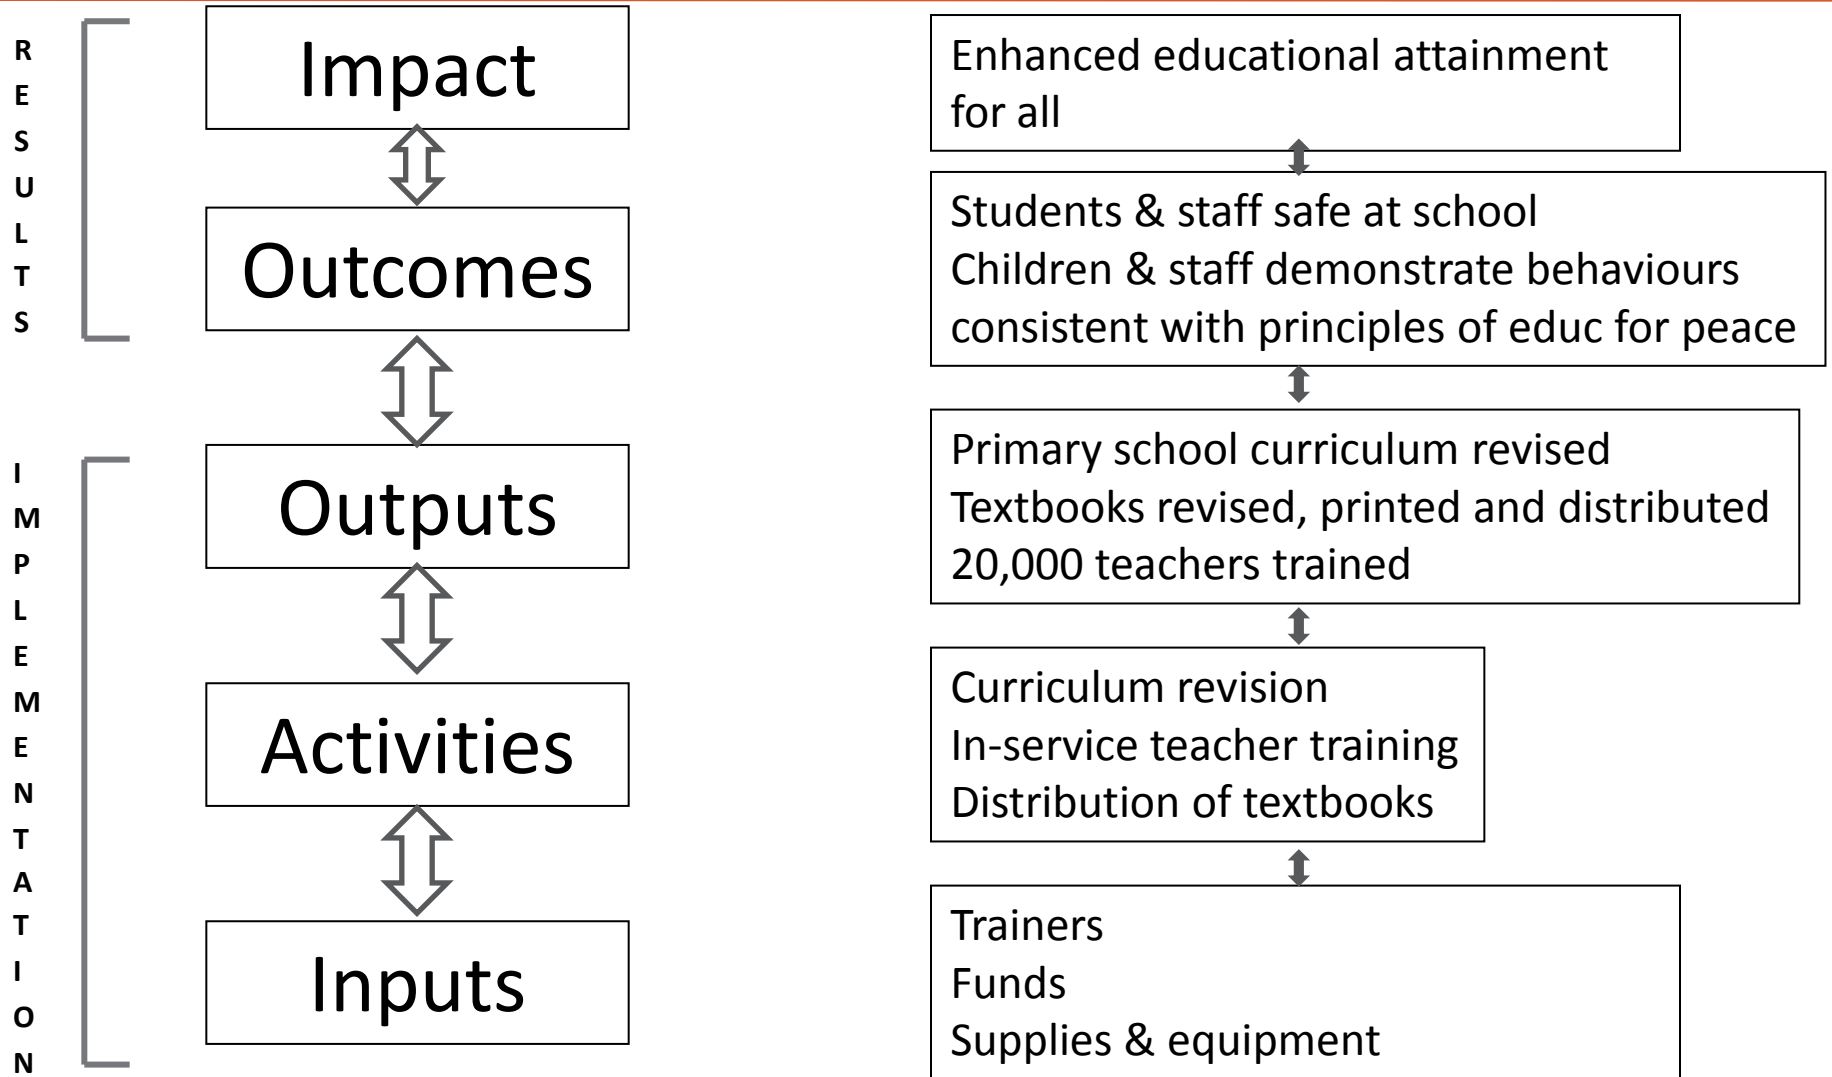 RESULTS
Impact
Enhanced educational attainment
for all
Outcomes
Students & staff safe at school
Children & staff demonstrate behaviours
consistent with principles of educ for peace
IMPLEMENTATION
Outputs
Primary school curriculum revised
Textbooks revised, printed and distributed
20,000 teachers trained
Activities
Curriculum revision
In-service teacher training
Distribution of textbooks
Inputs
Trainers
Funds
Supplies & equipment